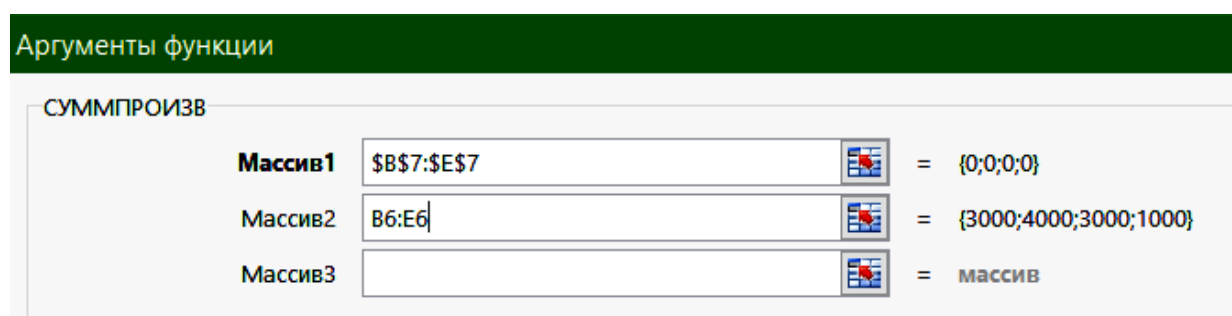 Аргументы функции
СУММПРОИЗВ
Массив1 $B$7:$E$7 = {0;0;0;0}
Массив2 B6:E6 = {3000;4000;3000;1000}
Массив3 = массив